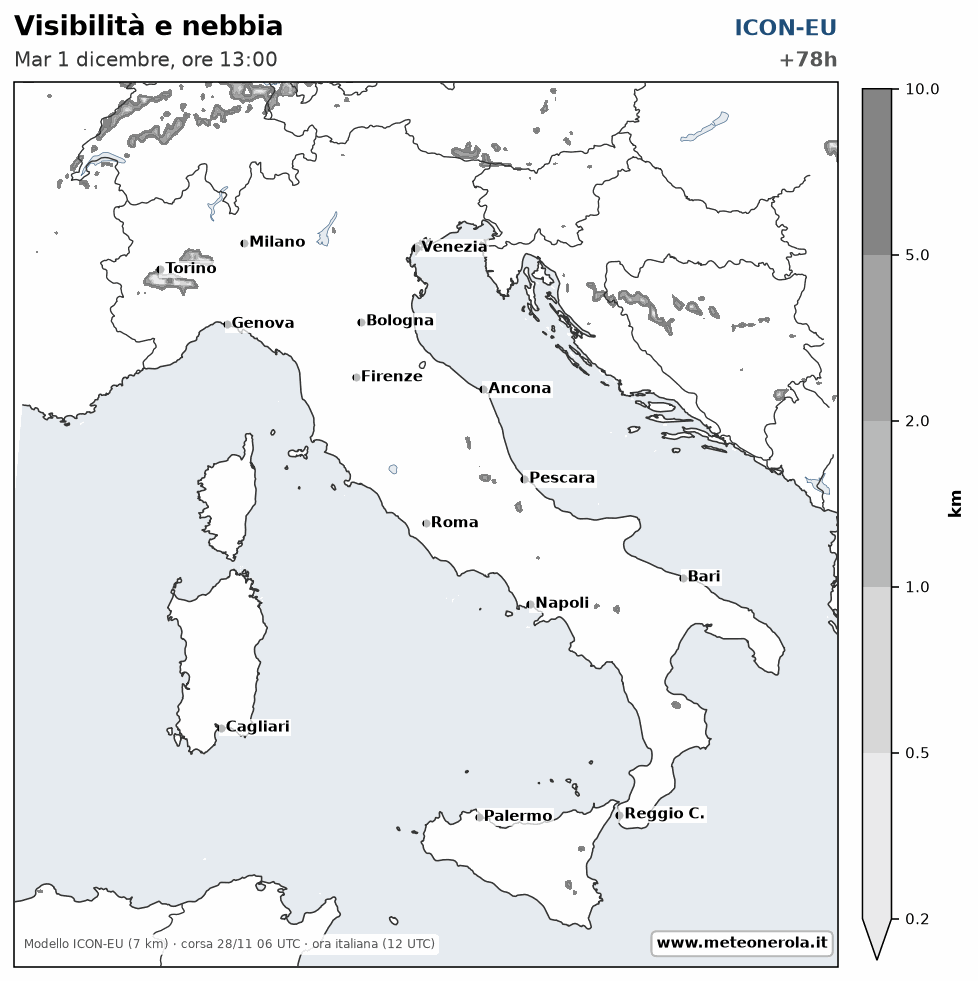 Visibilità e nebbia
ICON-EU
Mar 1 dicembre, ore 13:00
+78h
10.0
Milano
Venezia
5.0
Torino
Genova
Bologna
Firenze
Ancona
2.0
Pescara
km
Roma
Bari
1.0
Napoli
Cagliari
0.5
Palermo
Reggio C.
0.2
Modello ICON-EU (7 km) · corsa 28/11 06 UTC · ora italiana (12 UTC)
www.meteonerola.it